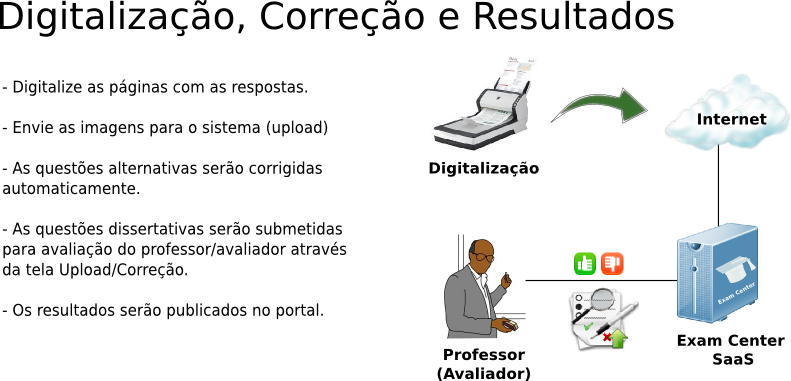 Digitalização, Correção e Resultados
- Digitalize as páginas com as respostas.
- Envie as imagens para o sistema (upload)
- As questões alternativas serão corrigidas
automaticamente.
- As questões dissertativas serão submetidas
para avaliação do professor/avaliador através
da tela Upload/Correção.
- Os resultados serão publicados no portal.
Digitalização
Internet
Exam Center
Professor
(Avaliador)
Exam Center
SaaS